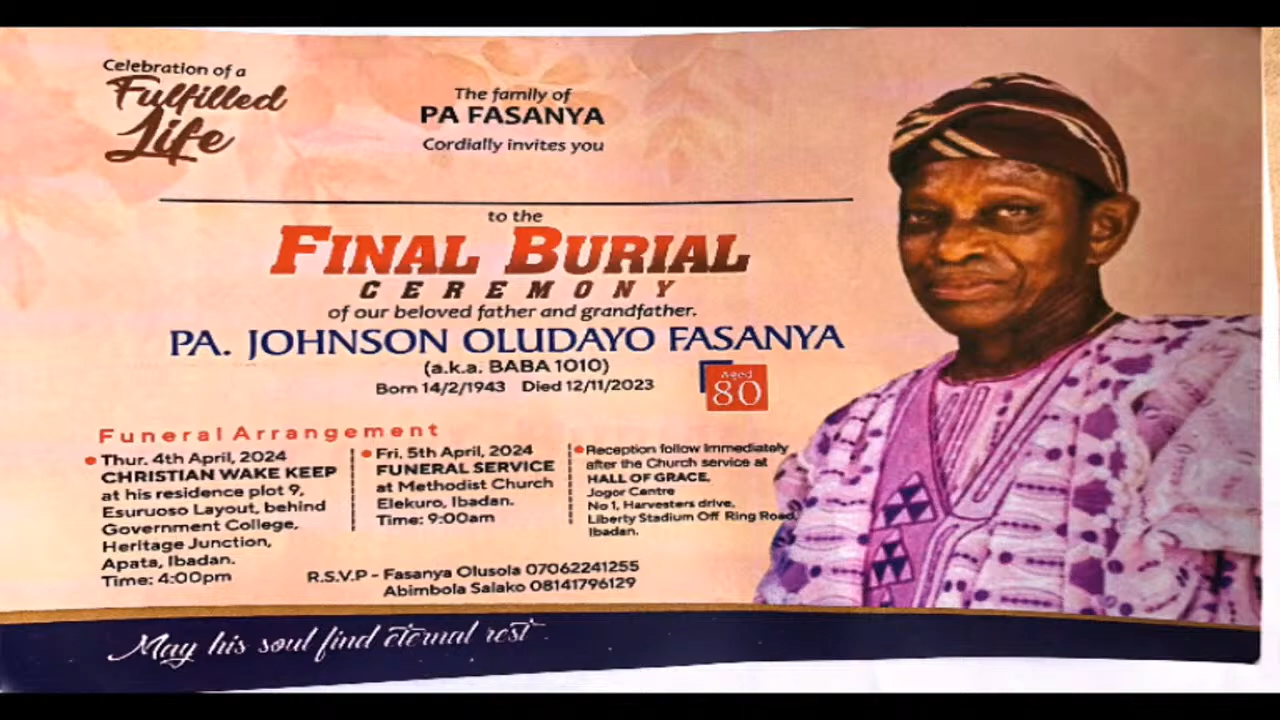 Celebration of a
Fulfilled
Life
The family of
PA FASANYA
Cordially invites you
to the
FINAL BURIAL
CEREMONY
of our beloved father and grandfather.
PA. JOHNSON OLUDAYO FASANYA
(a.k.a. BABA 1010)
Born 14/2/1943 Died 12/11/2023
Aged
80
Funeral Arrangement
Thur. 4th April, 2024
CHRISTIAN WAKE KEEP
at his residence plot 9,
Esuruoso Layout, behind
Government College,
Heritage Junction,
Apata, Ibadan.
Time: 4:00pm
Fri. 5th April, 2024
FUNERAL SERVICE
at Methodist Church
Elekuro, Ibadan.
Time: 9:00am
Reception follow Immediately
after the Church service at
HALL OF GRACE,
Jogor Centre
No 1, Harvesters drive,
Liberty Stadium Off Ring Road,
Ibadan.
R.S.V.P - Fasanya Olusola 07062241255
Abimbola Salako 08141796129
May his soul find eternal rest